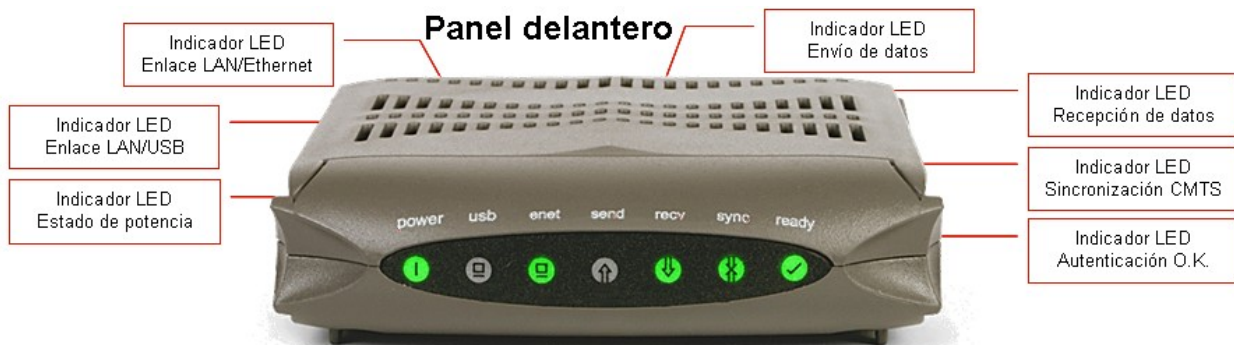 Panel delantero
Indicador LED
Enlace LAN/Ethernet
Indicador LED
Envío de datos
Indicador LED
Enlace LAN/USB
Indicador LED
Recepción de datos
Indicador LED
Estado de potencia
Indicador LED
Sincronización CMTS
Indicador LED
Autenticación O.K.
power usb enet send recv sync ready